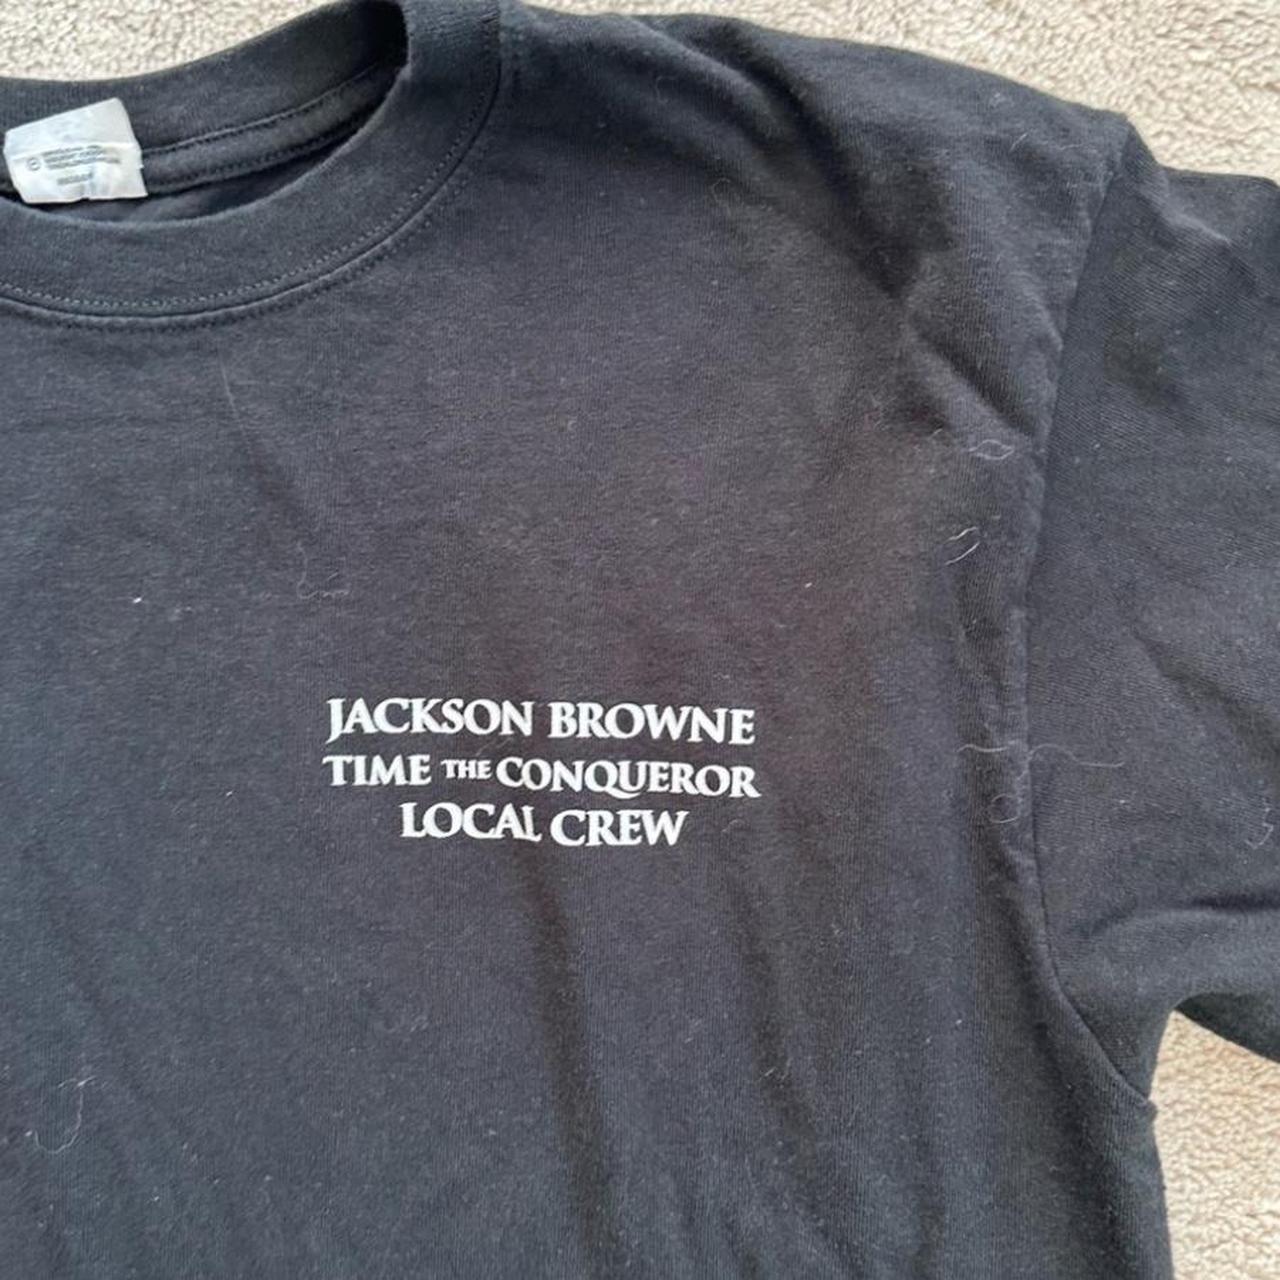 JACKSON BROWNE
TIME THE CONQUEROR
LOCAL CREW